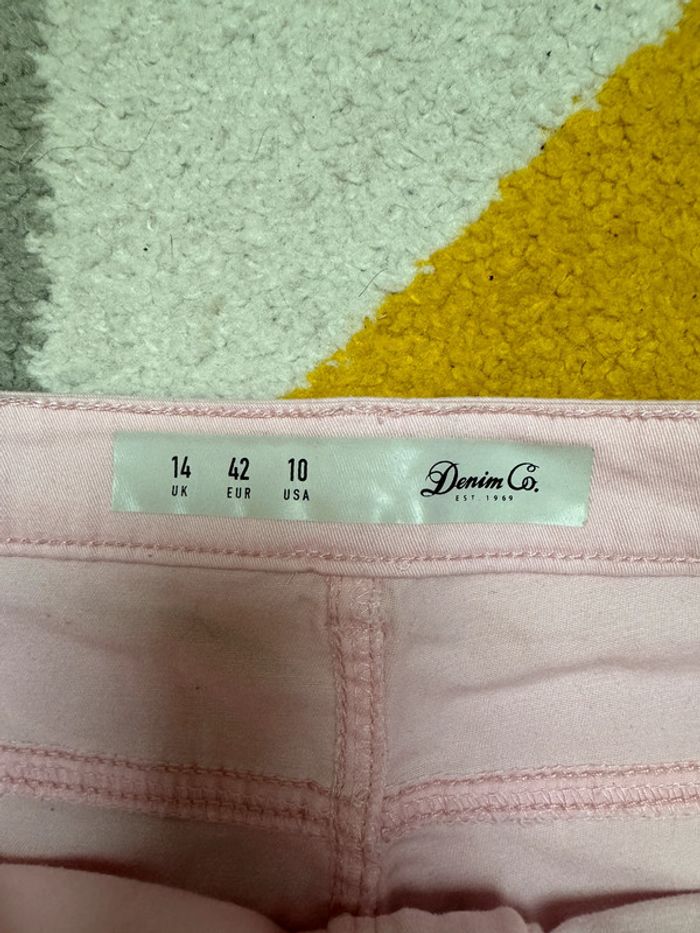 14 42 10
UK EUR USA
Denim Co.
EST. 1969